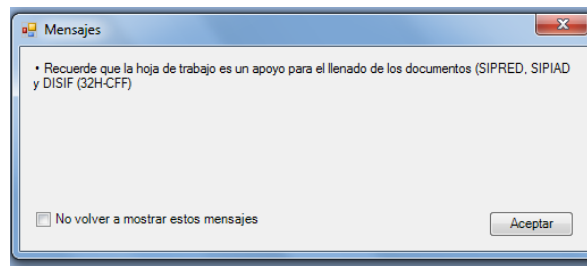 Mensajes
• Recuerde que la hoja de trabajo es un apoyo para el llenado de los documentos (SIPRED, SIPIAD
y DISIF (32H-CFF)
No volver a mostrar estos mensajes
Aceptar